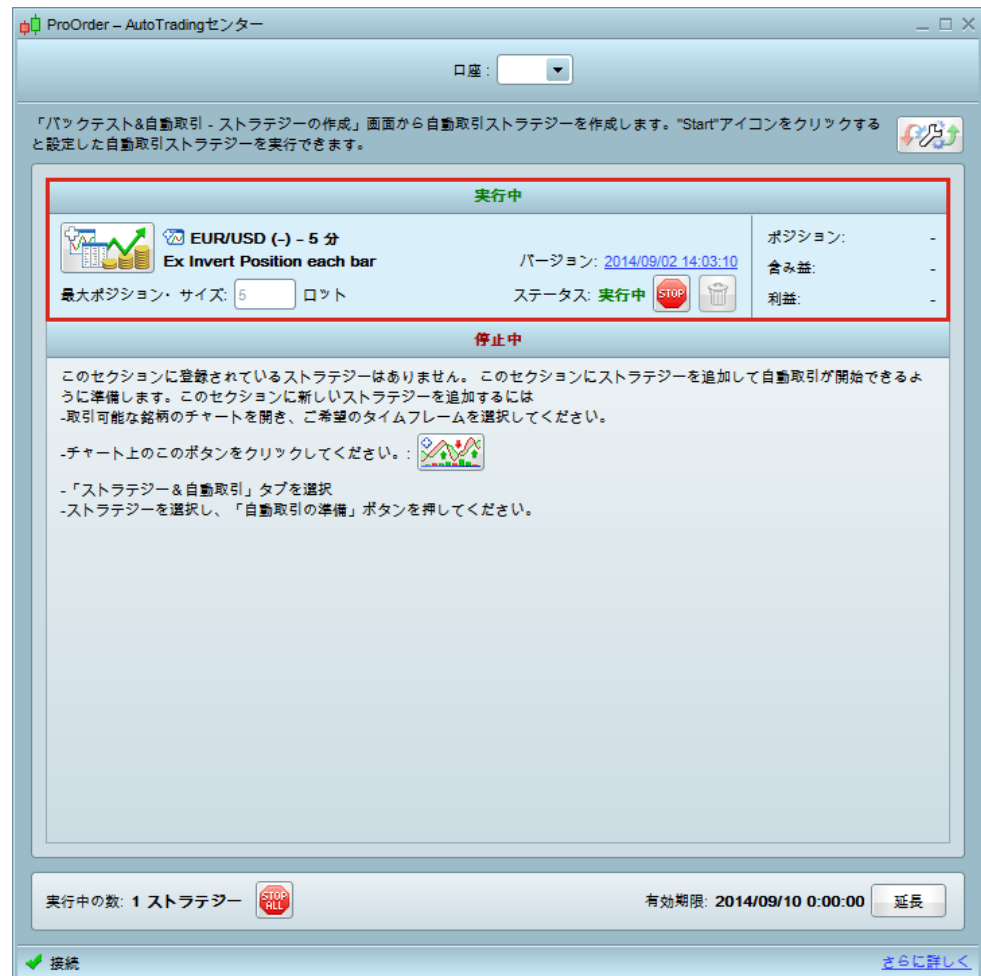 ProOrder – AutoTradingセンター
口座 :
「バックテスト&自動取引 - ストラテジーの作成」画面から自動取引ストラテジーを作成します。"Start"アイコンをクリックする
と設定した自動取引ストラテジーを実行できます。
実行中
EUR/USD (-) - 5 分
Ex Invert Position each bar
バージョン: 2014/09/02 14:03:10
最大ポジション・サイズ: 5 ロット
ステータス: 実行中 STOP
ポジション: -
含み益: -
利益: -
停止中
このセクションに登録されているストラテジーはありません。 このセクションにストラテジーを追加して自動取引が開始できるよ
うに準備します。このセクションに新しいストラテジーを追加するには
-取引可能な銘柄のチャートを開き、ご希望のタイムフレームを選択してください。
-チャート上のこのボタンをクリックしてください。:
-「ストラテジー＆自動取引」タブを選択
-ストラテジーを選択し、「自動取引の準備」ボタンを押してください。
実行中の数: 1 ストラテジー STOP ALL
有効期限: 2014/09/10 0:00:00 延長
接続
さらに詳しく